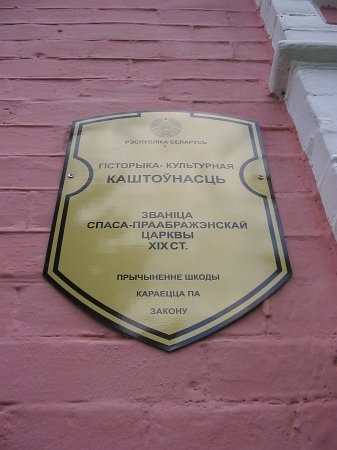 РЭСПУБЛІКА БЕЛАРУСЬ
ГІСТОРЫКА- КУЛЬТУРНАЯ
КАШТОЎНАСЦЬ
ЗВАНІЦА
СПАСА-ПРААБРАЖЭНСКАЙ
ЦАРКВЫ
XIX СТ.
ПРЫЧЫНЕННЕ ШКОДЫ
КАРАЕЦЦА ПА
ЗАКОНУ